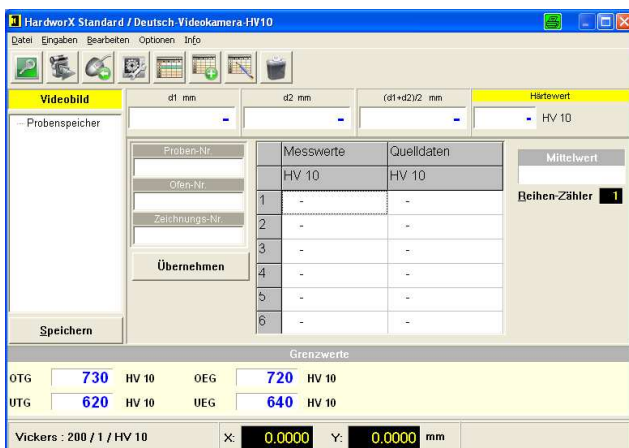 HardworX Standard / Deutsch-Videokamera-HV10
Datei Eingaben Bearbeiten Optionen Info
Videobild d1 mm d2 mm (d1+d2)/2 mm Härtewert
- - - - HV 10
Probenspeicher
Proben-Nr. Messwerte Quelldaten Mittelwert
HV 10 HV 10
Ofen-Nr.
Reihen-Zähler 1
1 - -
Zeichnungs-Nr.
2 - -
3 - -
Übernehmen
4 - -
5 - -
6 - -
Speichern
Grenzwerte
OTG 730 HV 10 OEG 720 HV 10
UTG 620 HV 10 UEG 640 HV 10
Vickers : 200 / 1 / HV 10 X: 0.0000 Y: 0.0000 mm